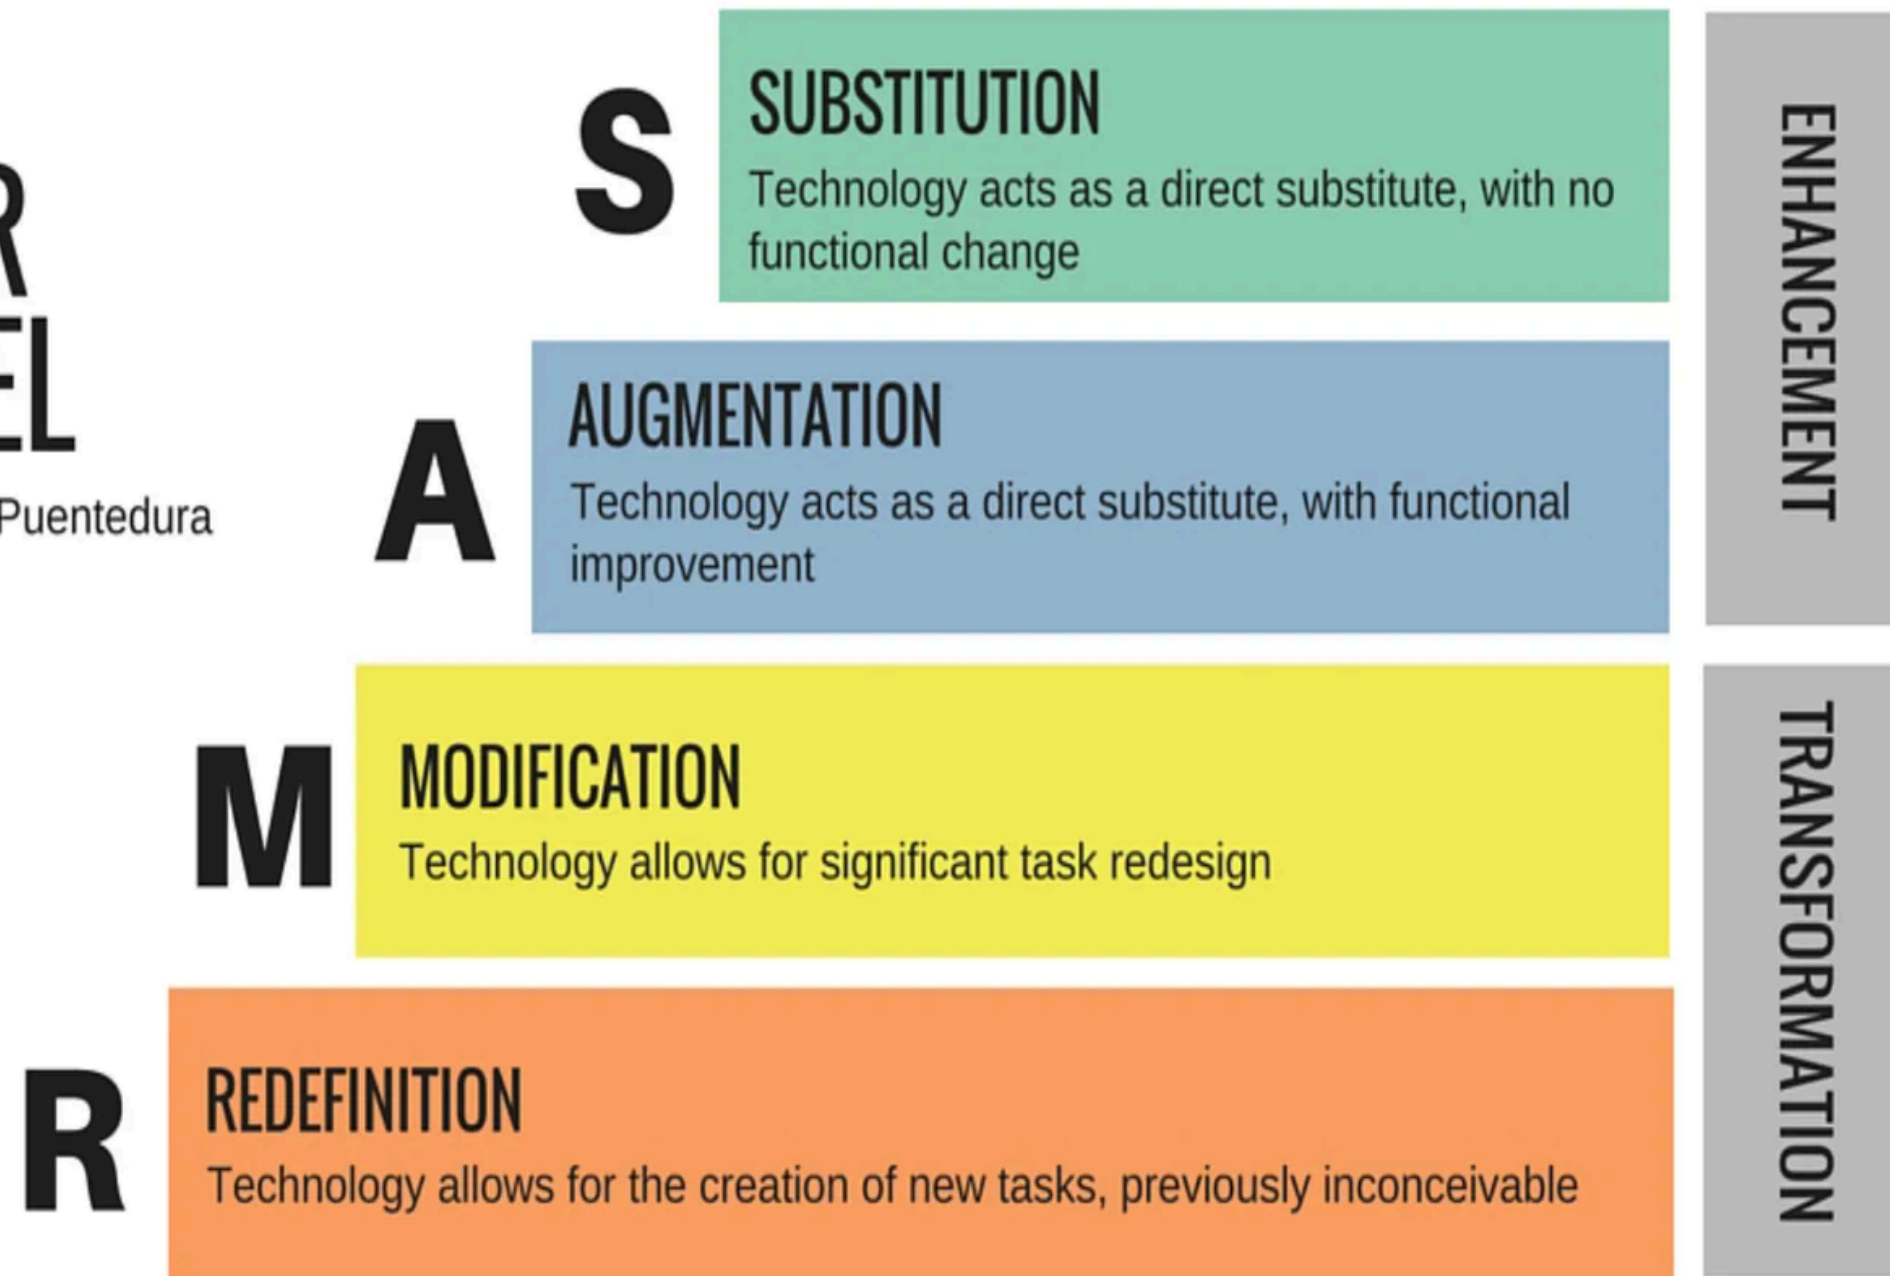 S
SUBSTITUTION
Technology acts as a direct substitute, with no
functional change
ENHANCEMENT
R
EL
Puentedura
A
AUGMENTATION
Technology acts as a direct substitute, with functional
improvement
M
MODIFICATION
Technology allows for significant task redesign
TRANSFORMATION
R
REDEFINITION
Technology allows for the creation of new tasks, previously inconceivable